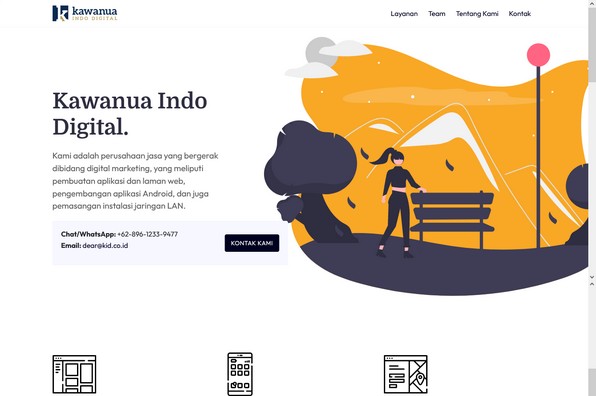 kawanua
INDO DIGITAL
Layanan Team Tentang Kami Kontak
Kawanua Indo
Digital.
Kami adalah perusahaan jasa yang bergerak
dibidang digital marketing, yang meliputi
pembuatan aplikasi dan laman web,
pengembangan aplikasi Android, dan juga
pemasangan instalasi jaringan LAN.
Chat/WhatsApp: +62-896-1233-9477
Email: dear@kid.co.id
KONTAK KAMI